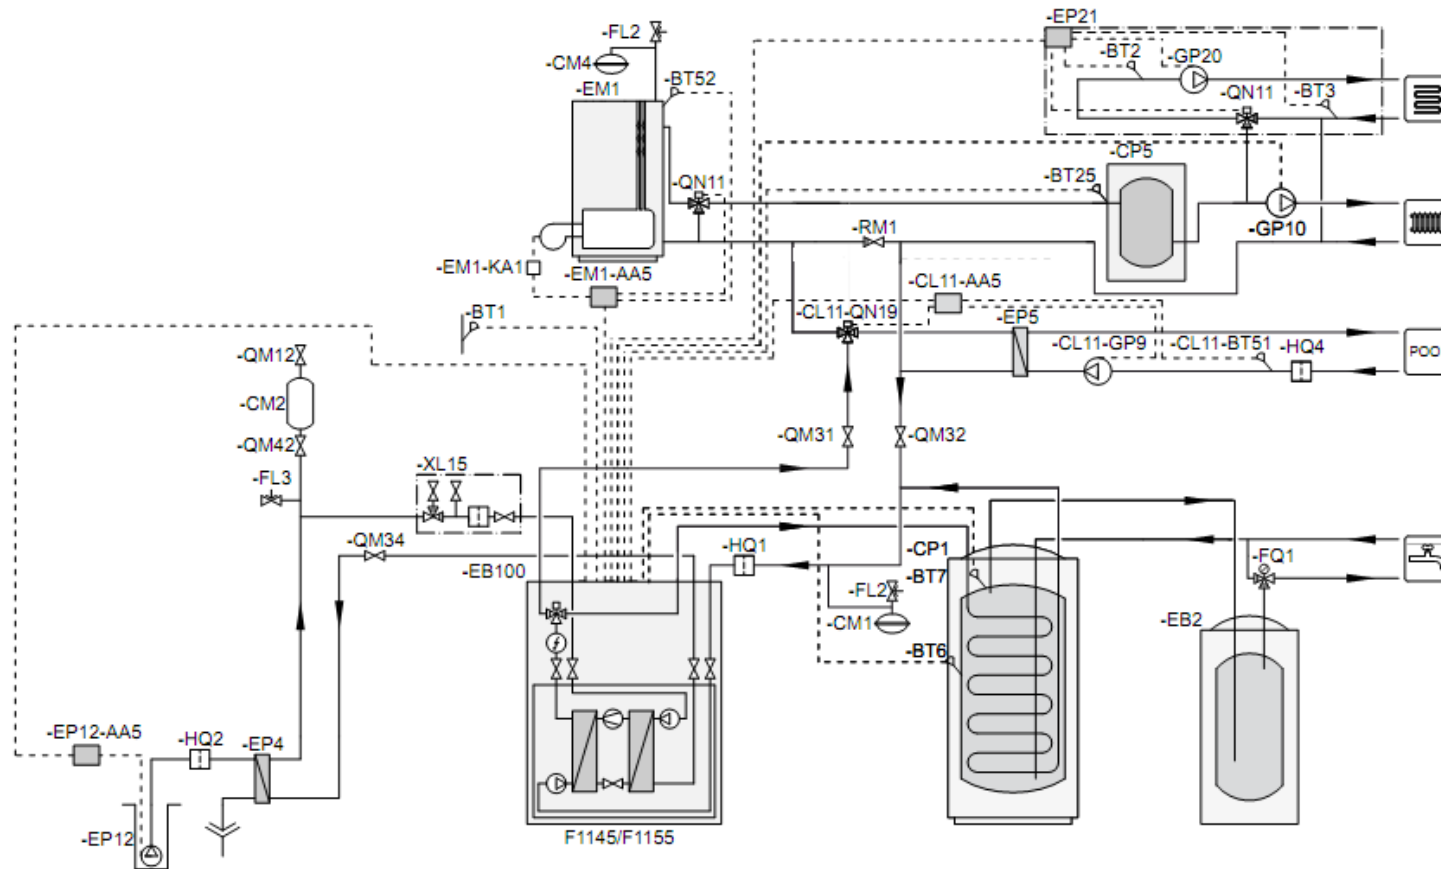 -EP21
-FL2
-BT2
-GP20
-CM4
-BT52
-EM1
-QN11
-BT3
-CP5
-QN11
-BT25
-RM1
-GP10
-EM1-KA1
-EM1-AA5
-CL11-AA5
-BT1
-CL11-QN19
-EP5
-QM12
-CL11-GP9
-CL11-BT51
-HQ4
POO
-CM2
-QM42
-QM31
-QM32
-XL15
-FL3
-QM34
-HQ1
-CP1
-FQ1
-EB100
-BT7
-FL2
-CM1
-EB2
-BT6
-EP12-AA5
-HQ2
-EP4
-EP12
F1145/F1155